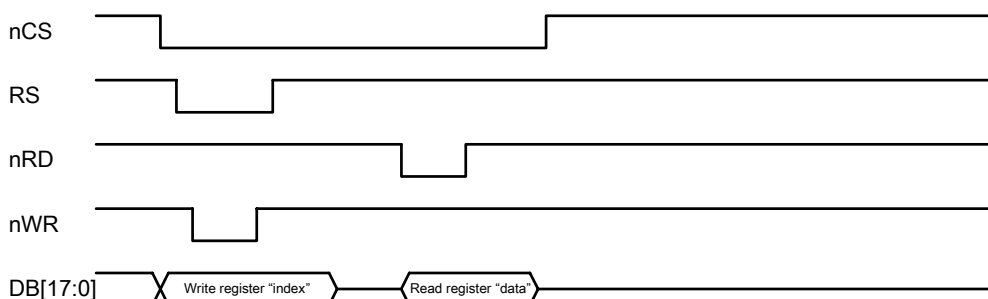 nCS
RS
nRD
nWR
DB[17:0] Write register “index” Read register “data”